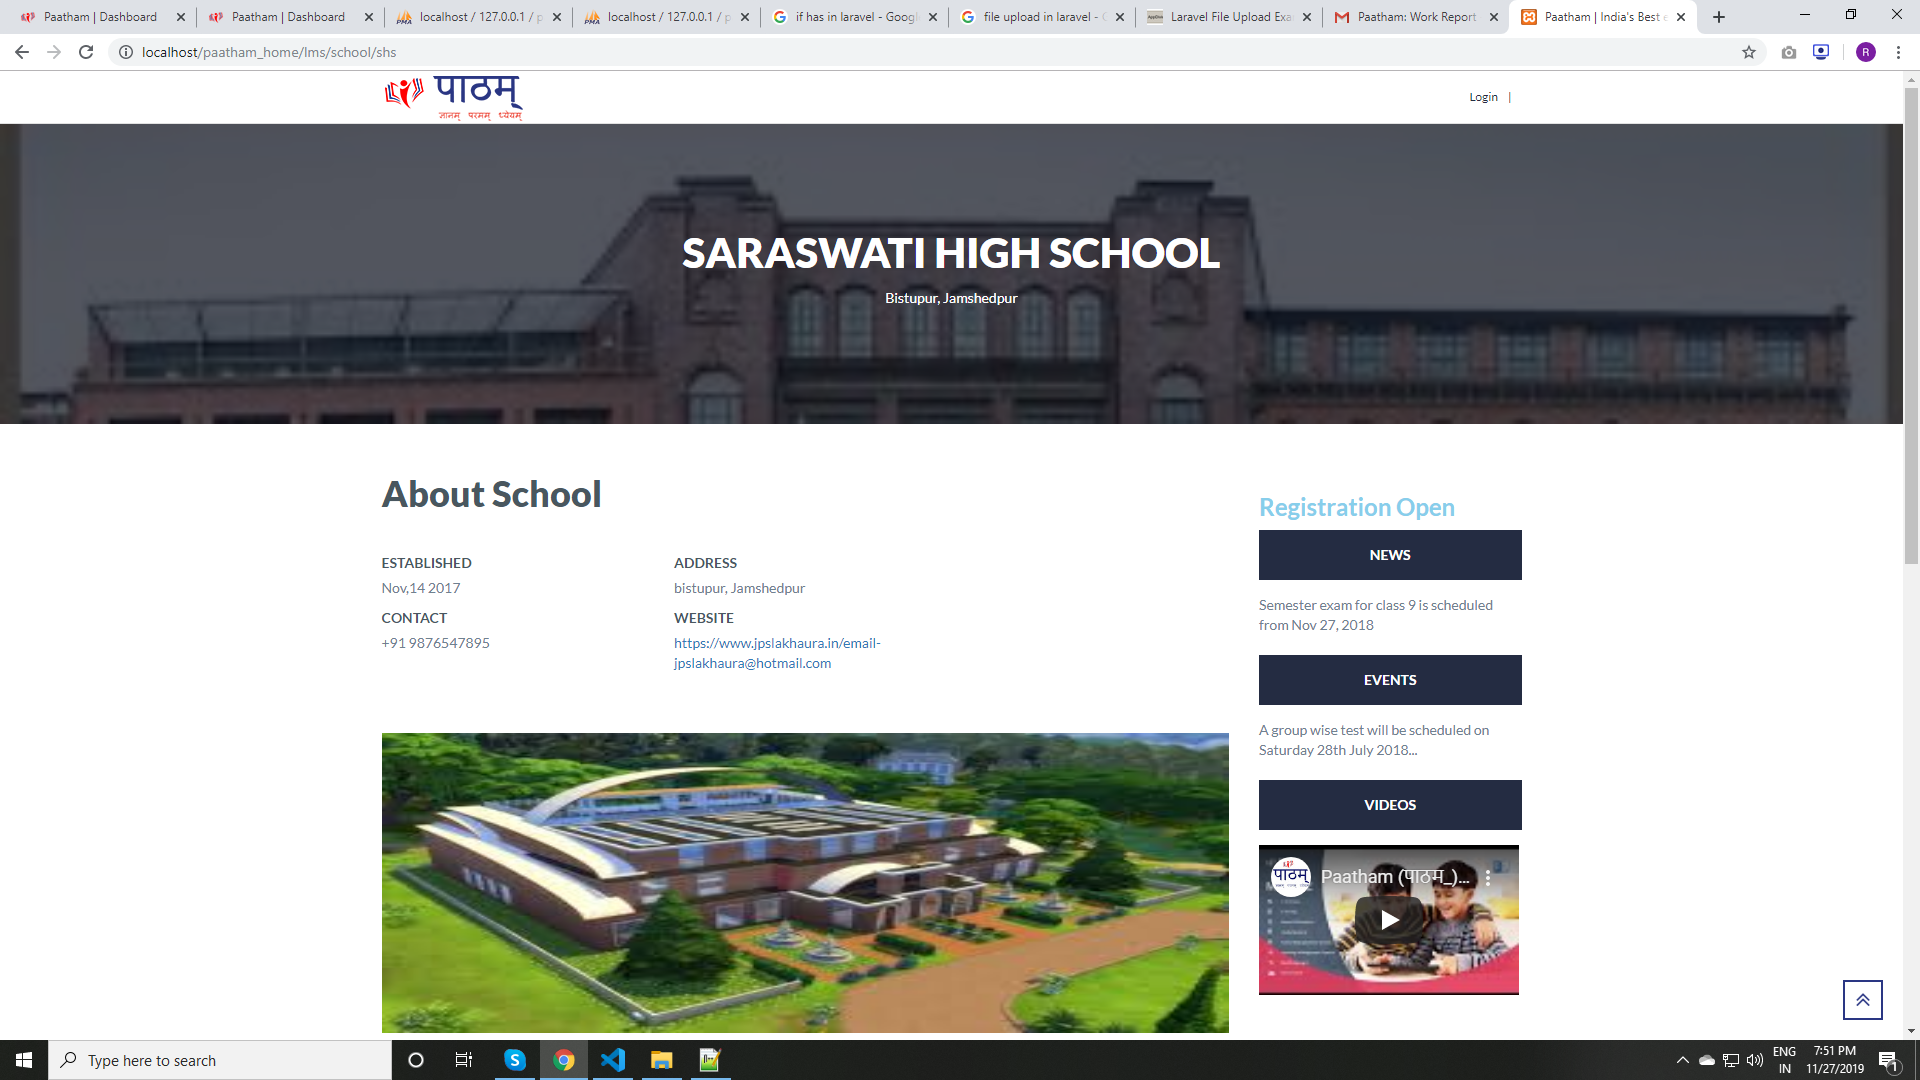 Paatham | Dashboard
Paatham | Dashboard
localhost / 127.0.0.1 / p
localhost / 127.0.0.1 / p
if has in laravel - Googl
file upload in laravel - G
Laravel File Upload Exa
Paatham: Work Report
Paatham | India's Best e
localhost/paatham_home/lms/school/shs
R
पाठम्
ज्ञानम् परमम् ध्येयम्
Login |
SARASWATI HIGH SCHOOL
Bistupur, Jamshedpur
About School
ESTABLISHED
Nov,14 2017
CONTACT
+91 9876547895
ADDRESS
bistupur, Jamshedpur
WEBSITE
https://www.jpslakhaura.in/email-
jpslakhaura@hotmail.com
Registration Open
NEWS
Semester exam for class 9 is scheduled
from Nov 27, 2018
EVENTS
A group wise test will be scheduled on
Saturday 28th July 2018...
VIDEOS
पाठम्
Paatham (पाठम_)...
Type here to search
ENG
IN
7:51 PM
11/27/2019
1